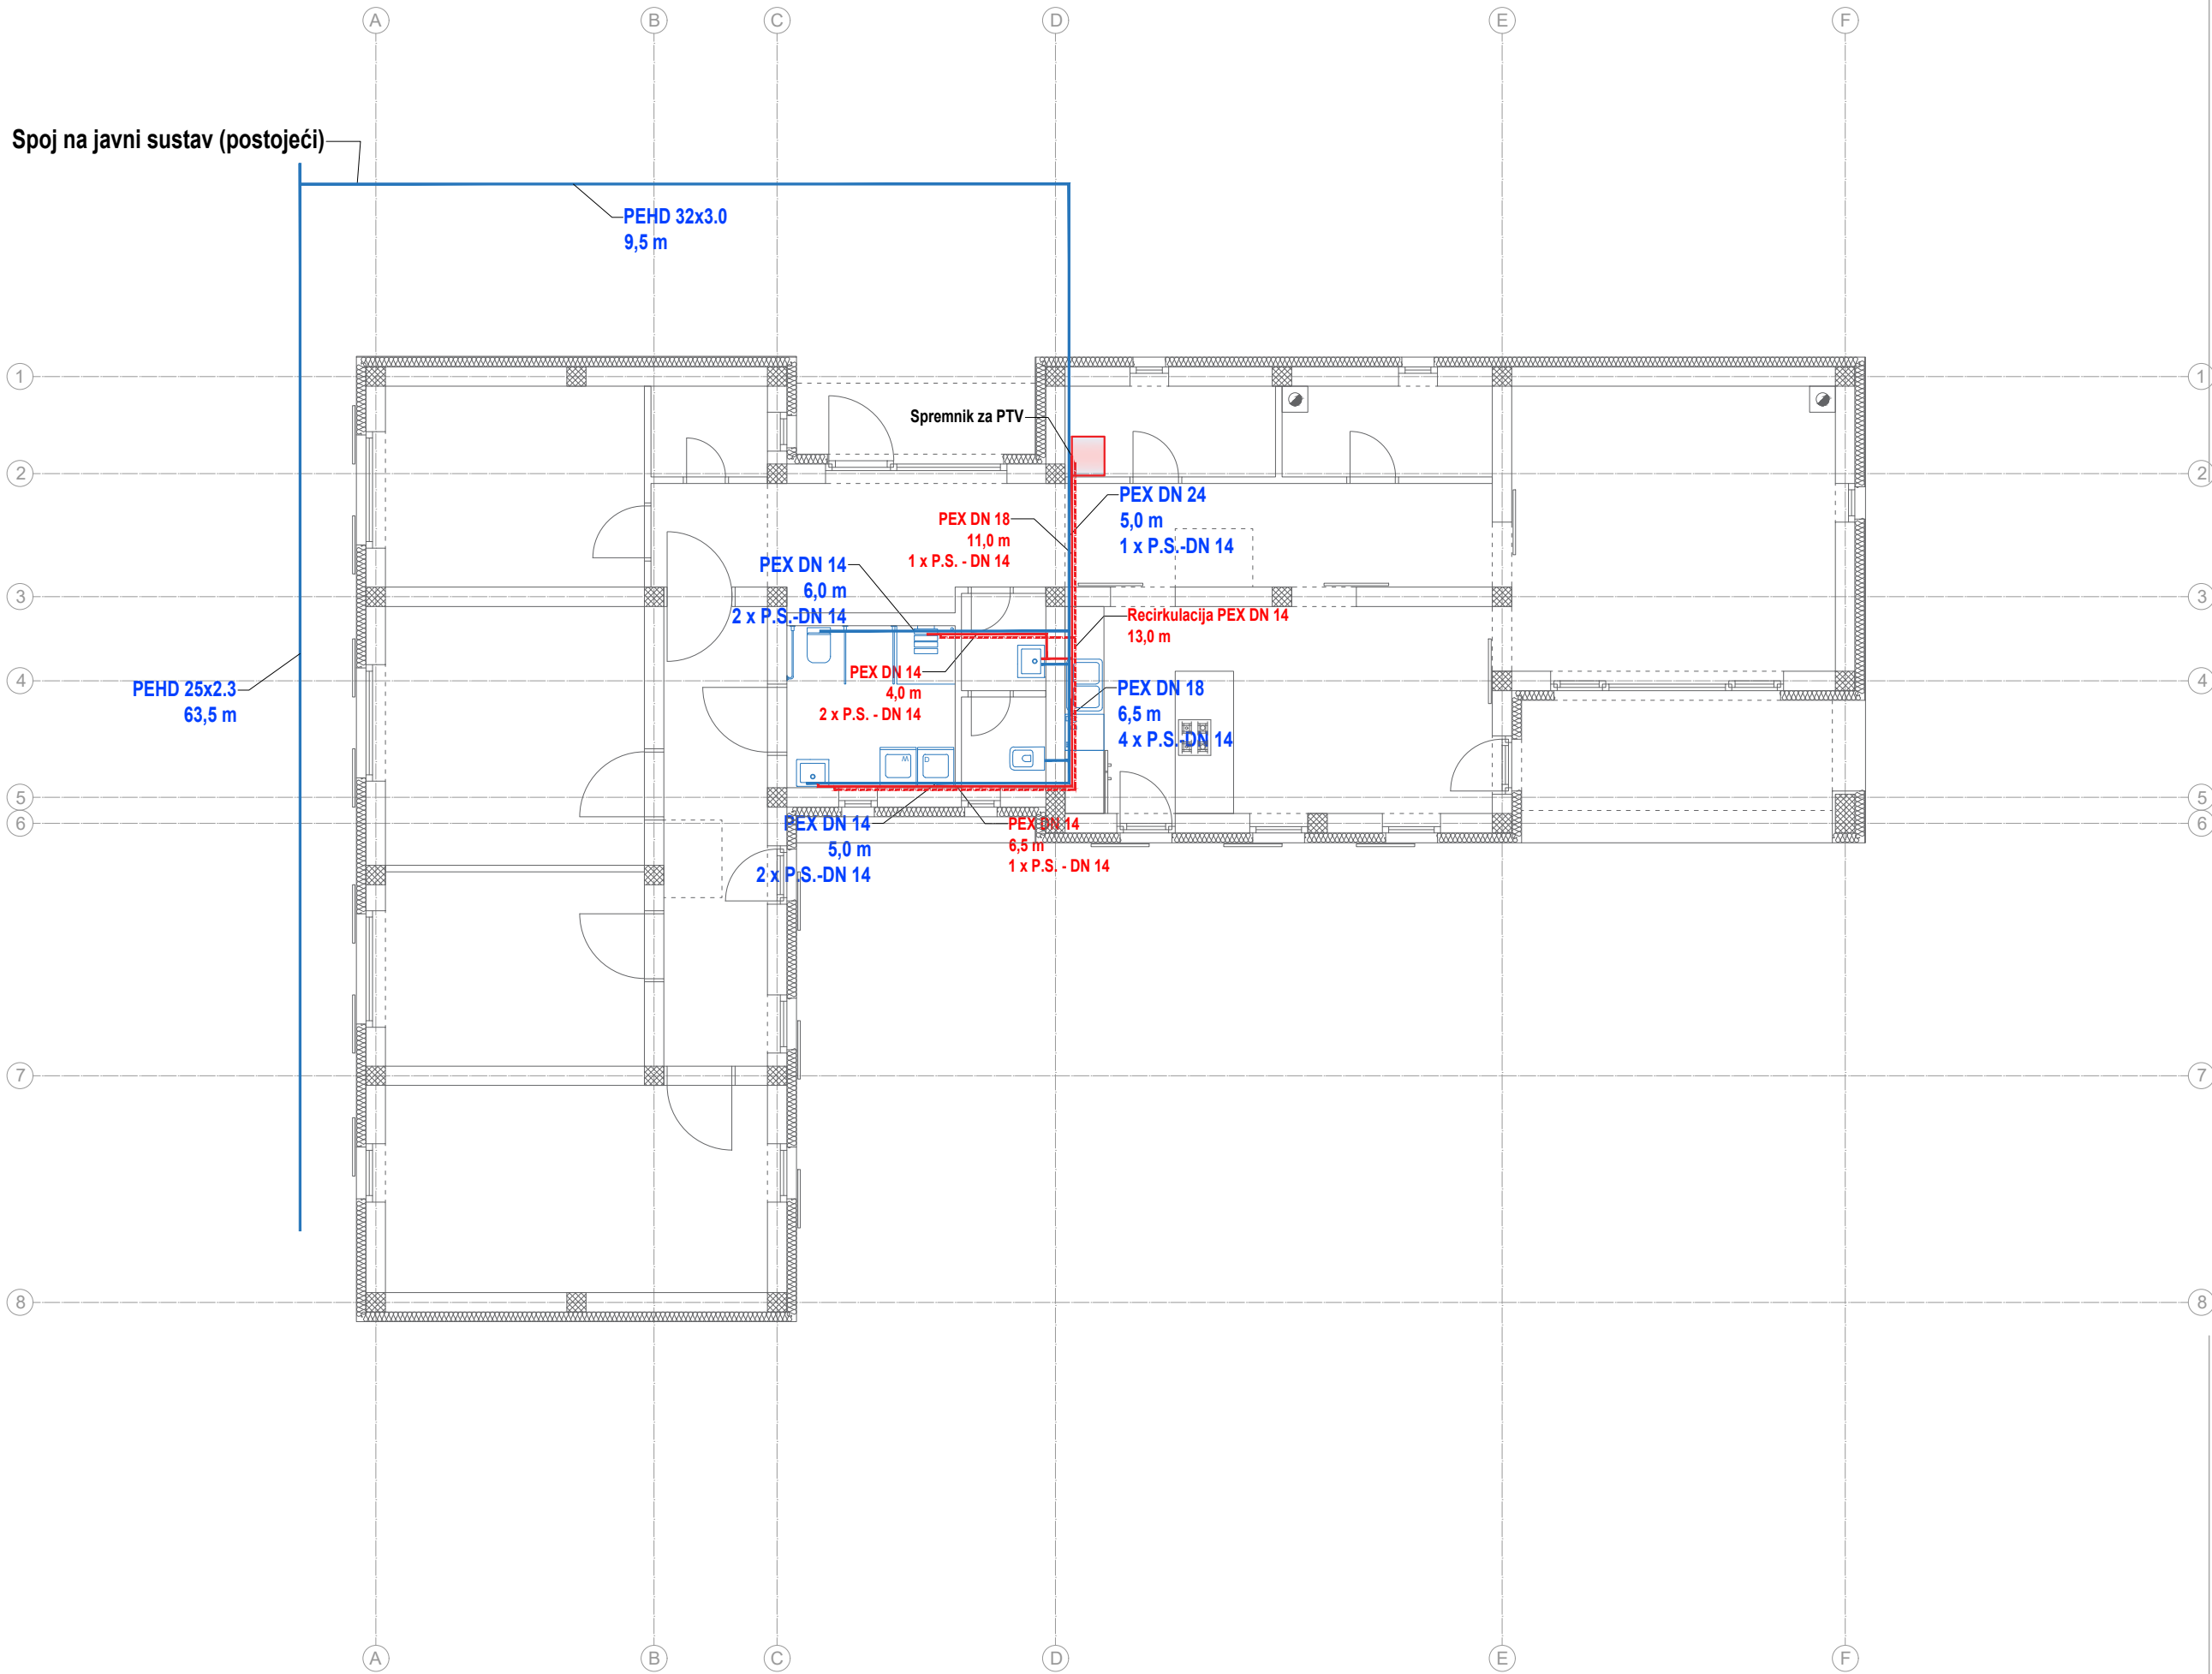 A B C D E F
Spoj na javni sustav (postojeći)
PEHD 32x3.0
9,5 m
1 1
Spremnik za PTV
2 2
PEX DN 24
5,0 m
1 x P.S.-DN 14
PEX DN 18
11,0 m
1 x P.S. - DN 14
PEX DN 14
6,0 m
2 x P.S.-DN 14
3 3
Recirkulacija PEX DN 14
13,0 m
PEX DN 14
4,0 m
2 x P.S. - DN 14
4 4
PEHD 25x2.3
63,5 m
PEX DN 18
6,5 m
4 x P.S.-DN 14
W D
5 5
6 6
PEX DN 14
5,0 m
2 x P.S.-DN 14
PEX DN 14
6,5 m
1 x P.S. - DN 14
7 7
8 8
A B C D E F